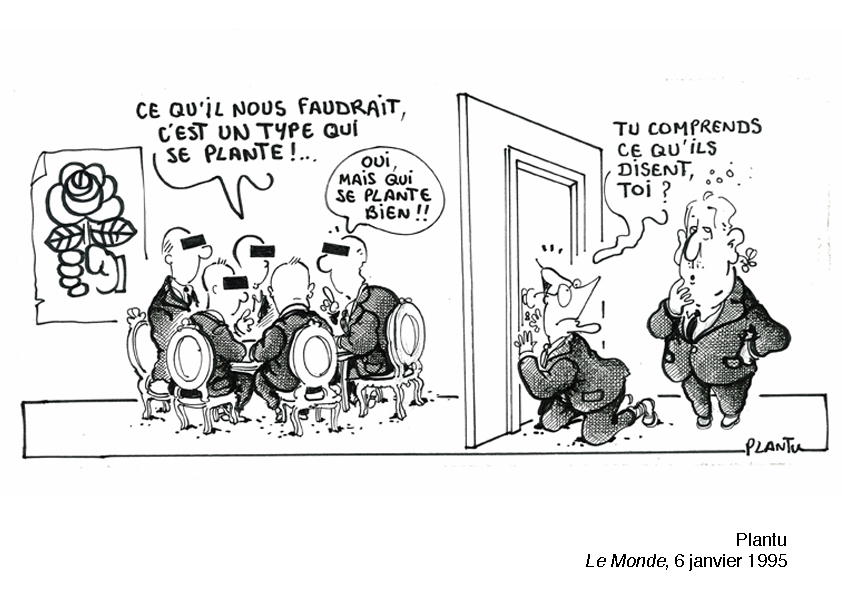 CE QU'IL NOUS FAUDRAIT,
C'EST UN TYPE QUI
SE PLANTE!...
OUI,
MAIS QUI
SE PLANTE
BIEN!!
TU COMPRENDS
CE QU'ILS
DISENT,
TOI?
PLANTU
Plantu
Le Monde, 6 janvier 1995